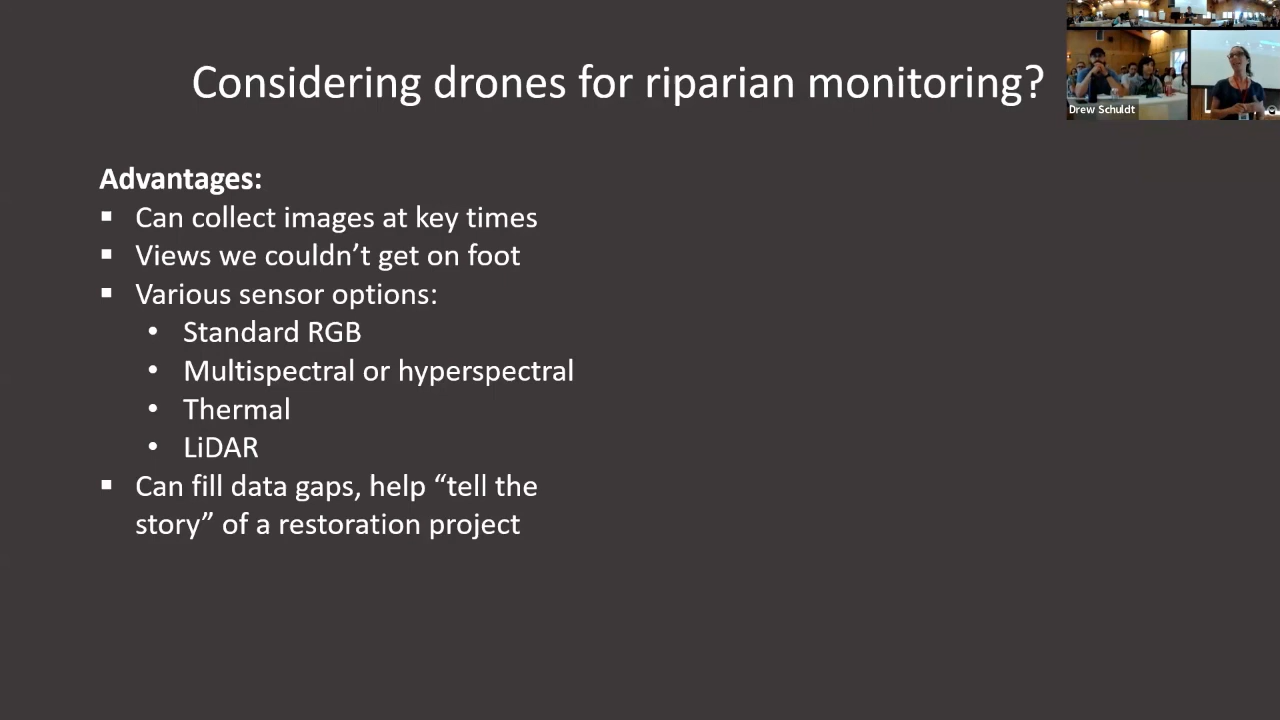 Considering drones for riparian monitoring?
Drew Schuldt
Advantages:
▪ Can collect images at key times
▪ Views we couldn’t get on foot
▪ Various sensor options:
• Standard RGB
• Multispectral or hyperspectral
• Thermal
• LiDAR
▪ Can fill data gaps, help “tell the
story” of a restoration project